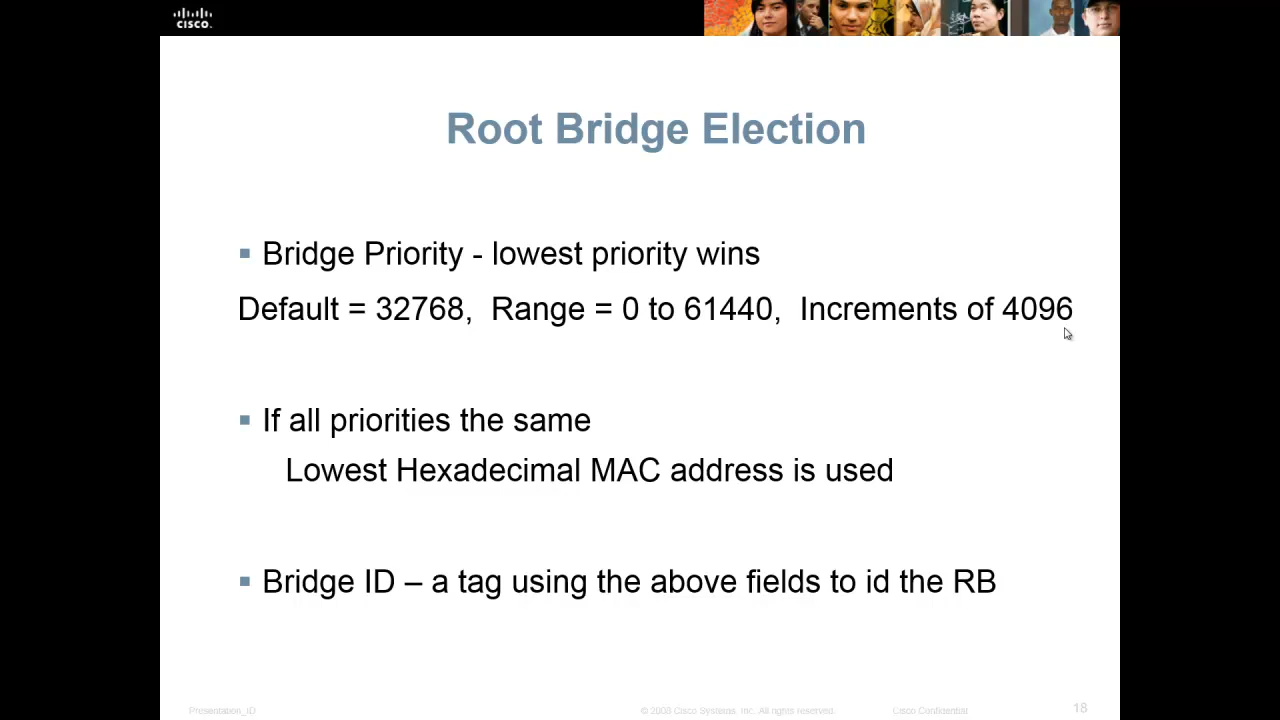 CISCO.
Root Bridge Election
Bridge Priority - lowest priority wins
Default = 32768, Range = 0 to 61440, Increments of 4096
If all priorities the same
Lowest Hexadecimal MAC address is used
Bridge ID – a tag using the above fields to id the RB
Presentation_ID
© 2008 Cisco Systems, Inc. All rights reserved.
Cisco Confidential
18